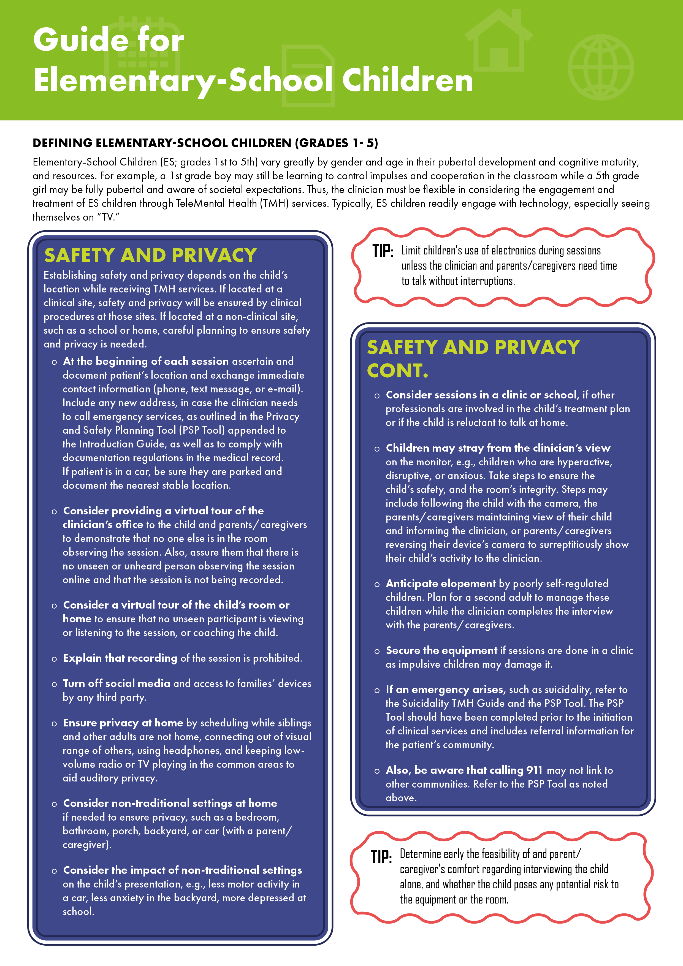 Guide for
Elementary-School Children
DEFINING ELEMENTARY-SCHOOL CHILDREN (GRADES 1- 5)
Elementary-School Children (ES; grades 1st to 5th) vary greatly by gender and age in their pubertal development and cognitive maturity,
and resources. For example, a 1st grade boy may still be learning to control impulses and cooperation in the classroom while a 5th grade
girl may be fully pubertal and aware of societal expectations. Thus, the clinician must be flexible in considering the engagement and
treatment of ES children through TeleMental Health (TMH) services. Typically, ES children readily engage with technology, especially seeing
themselves on “TV.”
SAFETY AND PRIVACY
Establishing safety and privacy depends on the child’s
location while receiving TMH services. If located at a
clinical site, safety and privacy will be ensured by clinical
procedures at those sites. If located at a non-clinical site,
such as a school or home, careful planning to ensure safety
and privacy is needed.
o At the beginning of each session ascertain and
document patient’s location and exchange immediate
contact information (phone, text message, or e-mail).
Include any new address, in case the clinician needs
to call emergency services, as outlined in the Privacy
and Safety Planning Tool (PSP Tool) appended to
the Introduction Guide, as well as to comply with
documentation regulations in the medical record.
If patient is in a car, be sure they are parked and
document the nearest stable location.
o Consider providing a virtual tour of the
clinician’s office to the child and parents/caregivers
to demonstrate that no one else is in the room
observing the session. Also, assure them that there is
no unseen or unheard person observing the session
online and that the session is not being recorded.
o Consider a virtual tour of the child’s room or
home to ensure that no unseen participant is viewing
or listening to the session, or coaching the child.
o Explain that recording of the session is prohibited.
o Turn off social media and access to families’ devices
by any third party.
o Ensure privacy at home by scheduling while siblings
and other adults are not home, connecting out of visual
range of others, using headphones, and keeping low-
volume radio or TV playing in the common areas to
aid auditory privacy.
o Consider non-traditional settings at home
if needed to ensure privacy, such as a bedroom,
bathroom, porch, backyard, or car (with a parent/
caregiver).
o Consider the impact of non-traditional settings
on the child’s presentation, e.g., less motor activity in
a car, less anxiety in the backyard, more depressed at
school.
TIP: Limit children’s use of electronics during sessions
unless the clinician and parents/caregivers need time
to talk without interruptions.
SAFETY AND PRIVACY
CONT.
o Consider sessions in a clinic or school, if other
professionals are involved in the child’s treatment plan
or if the child is reluctant to talk at home.
o Children may stray from the clinician’s view
on the monitor, e.g., children who are hyperactive,
disruptive, or anxious. Take steps to ensure the
child’s safety, and the room’s integrity. Steps may
include following the child with the camera, the
parents/caregivers maintaining view of their child
and informing the clinician, or parents/caregivers
reversing their device’s camera to surreptitiously show
their child’s activity to the clinician.
o Anticipate elopement by poorly self-regulated
children. Plan for a second adult to manage these
children while the clinician completes the interview
with the parents/caregivers.
o Secure the equipment if sessions are done in a clinic
as impulsive children may damage it.
o If an emergency arises, such as suicidality, refer to
the Suicidality TMH Guide and the PSP Tool. The PSP
Tool should have been completed prior to the initiation
of clinical services and includes referral information for
the patient’s community.
o Also, be aware that calling 911 may not link to
other communities. Refer to the PSP Tool as noted
above.
TIP: Determine early the feasibility of and parent/
caregiver’s comfort regarding interviewing the child
alone, and whether the child poses any potential risk to
the equipment or the room.